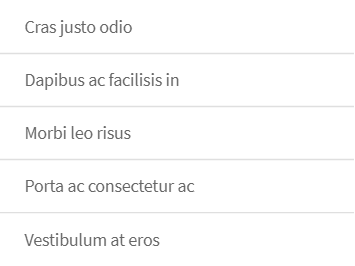 Cras justo odio
Dapibus ac facilisis in
Morbi leo risus
Porta ac consectetur ac
Vestibulum at eros